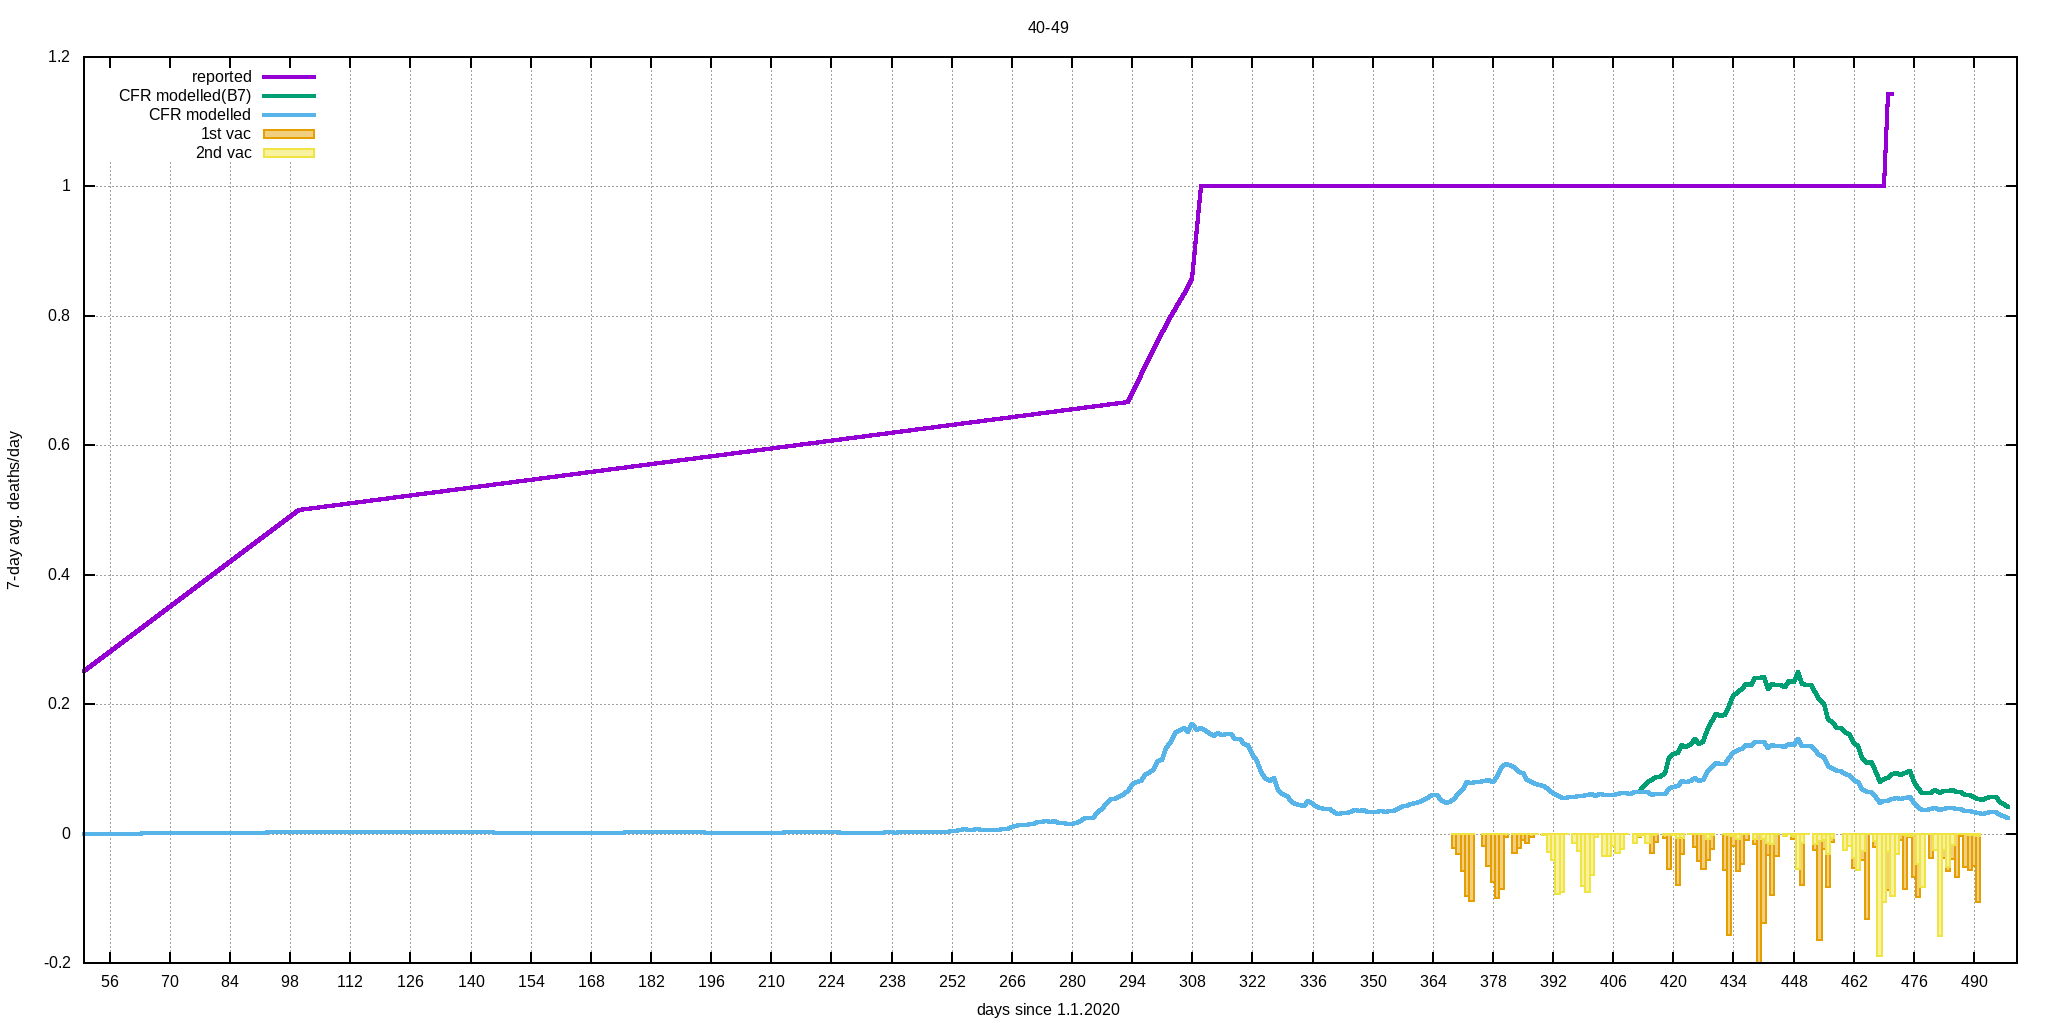 40-49
1.2
1
0.8
0.6
0.4
0.2
0
-0.2
7-day avg. deaths/day
reported
CFR modelled(B7)
CFR modelled
1st vac
2nd vac
56 70 84 98 112 126 140 154 168 182 196 210 224 238 252 266 280 294 308 322 336 350 364 378 392 406 420 434 448 462 476 490
days since 1.1.2020